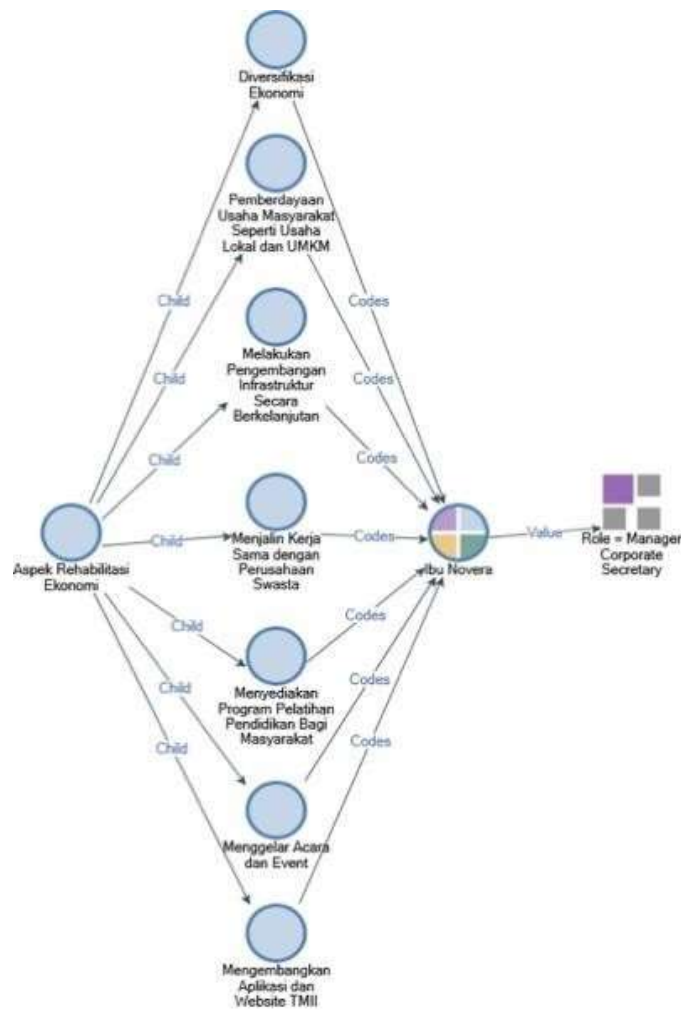 Diversifikasi
Ekonomi
Pemberdayaan
Usaha Masyarakat
Seperti Usaha
Lokal dan UMKM
Child
Codes
Melakukan
Pengembangan
Infrastruktur
Secara
Berkelanjutan
Child
Codes
Child
Codes
Aspek Rehabilitasi
Ekonomi
Child
Menjalin Kerja
Sama dengan
Perusahaan
Swasta
Codes
Ibu Novera
Value
Role = Manager
Corporate
Secretary
Child
Codes
Menyediakan
Program Pelatihan
Pendidikan Bagi
Masyarakat
Child
Codes
Child
Codes
Menggelar Acara
dan Event
Mengembangkan
Aplikasi dan
Website TMII